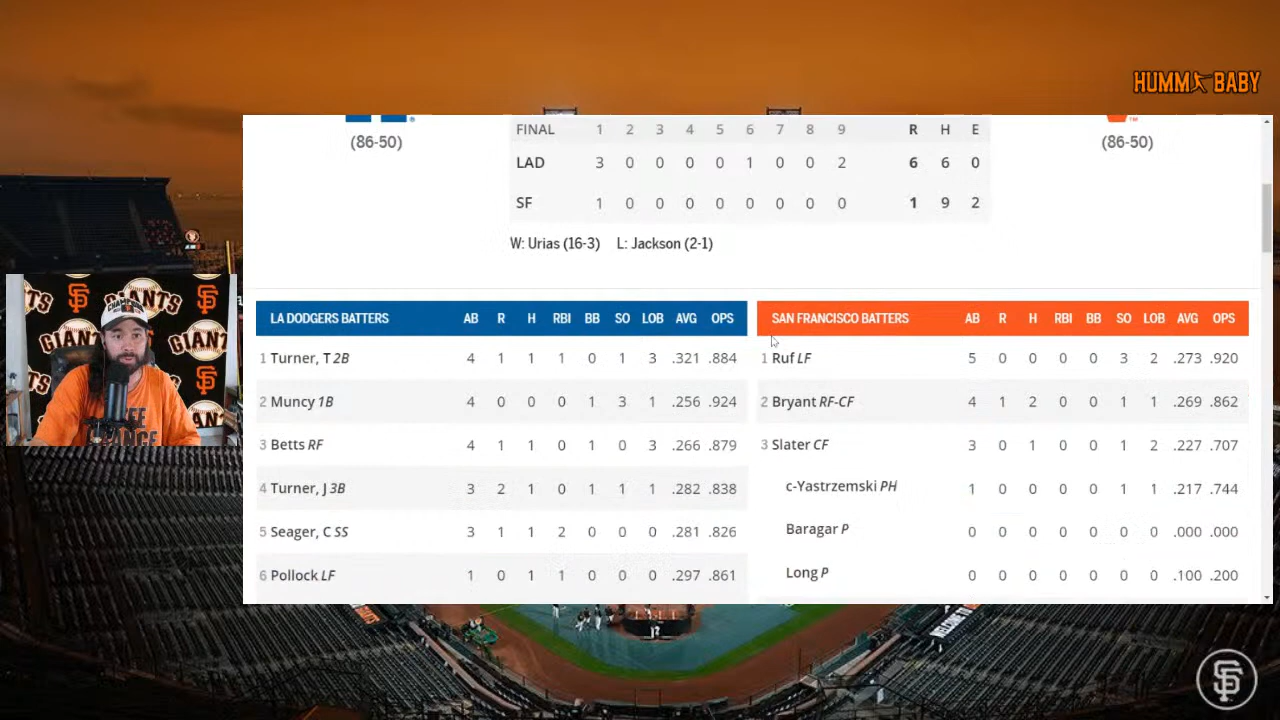 HUMM BABY
(86-50)
(86-50)
FINAL 1 2 3 4 5 6 7 8 9 R H E
LAD 3 0 0 0 0 1 0 0 2 6 6 0
SF 1 0 0 0 0 0 0 0 0 1 9 2
W: Urias (16-3) L: Jackson (2-1)
LA DODGERS BATTERS AB R H RBI BB SO LOB AVG OPS
1 Turner, T 2B 4 1 1 1 0 1 3 .321 .884
2 Muncy 1B 4 0 0 0 1 3 1 .256 .924
3 Betts RF 4 1 1 0 1 0 3 .266 .879
4 Turner, J 3B 3 2 1 0 1 1 1 .282 .838
5 Seager, C SS 3 1 1 2 0 0 0 .281 .826
6 Pollock LF 1 0 1 1 0 0 0 .297 .861
SAN FRANCISCO BATTERS AB R H RBI BB SO LOB AVG OPS
1 Ruf LF 5 0 0 0 0 3 2 .273 .920
2 Bryant RF-CF 4 1 2 0 0 1 1 .269 .862
3 Slater CF 3 0 1 0 0 1 2 .227 .707
c-Yastrzemski PH 1 0 0 0 0 1 1 .217 .744
Baragar P 0 0 0 0 0 0 0 .000 .000
Long P 0 0 0 0 0 0 0 .100 .200
GIANTS
SF
SF
GIANTS
GIANTS
SF
SF